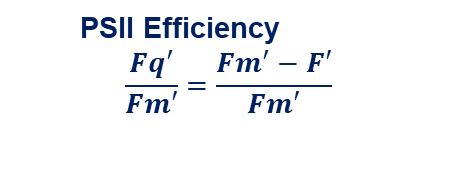 PSII Efficiency
Fq′/Fm′ = (Fm′ − F′)/Fm′